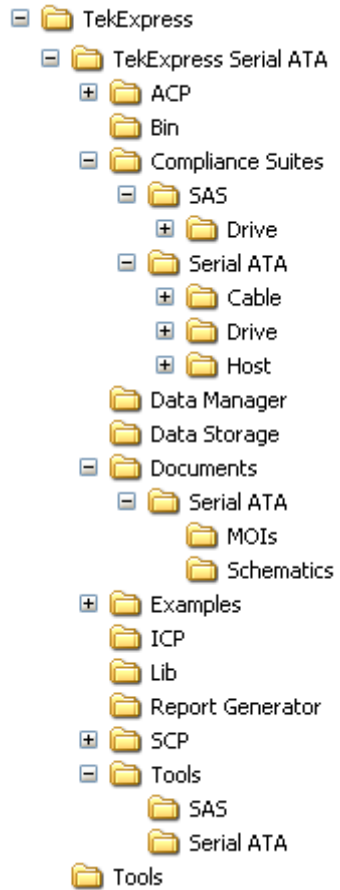 TekExpress
TekExpress Serial ATA
ACP
Bin
Compliance Suites
SAS
Drive
Serial ATA
Cable
Drive
Host
Data Manager
Data Storage
Documents
Serial ATA
MOIs
Schematics
Examples
ICP
Lib
Report Generator
SCP
Tools
SAS
Serial ATA
Tools